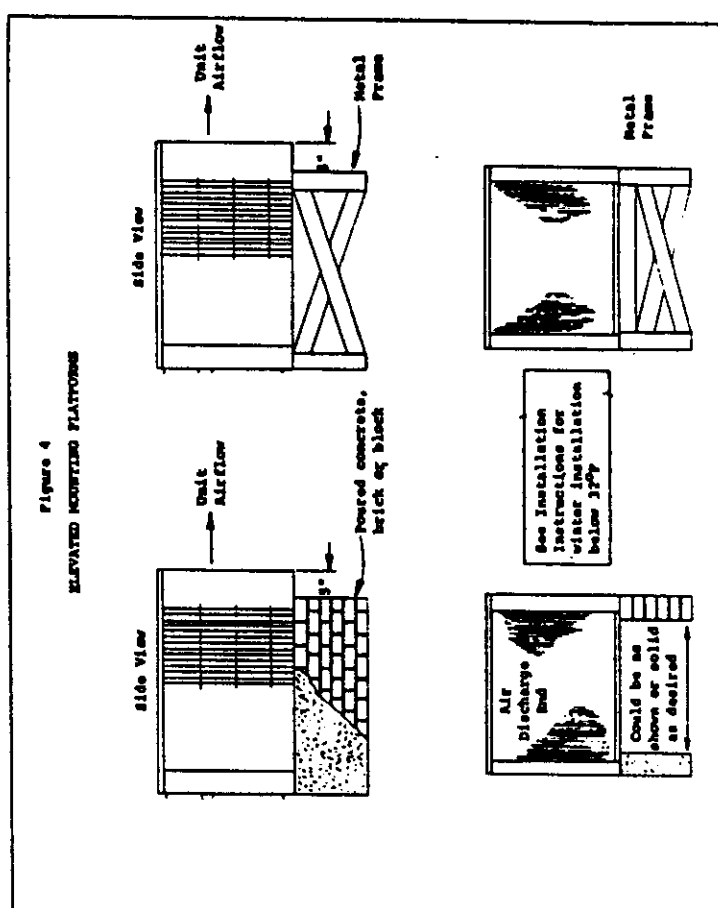 Figure 4
ELEVATED MOUNTING PLATFORMS
Side View
Unit
Airflow
Poured concrete,
brick or block
Side View
Unit
Airflow
Metal
Frame
Air
Discharge
End
Could be as
shown or solid
as desired
See Installation
Instructions for
winter installation
below 32°F
Metal
Frame